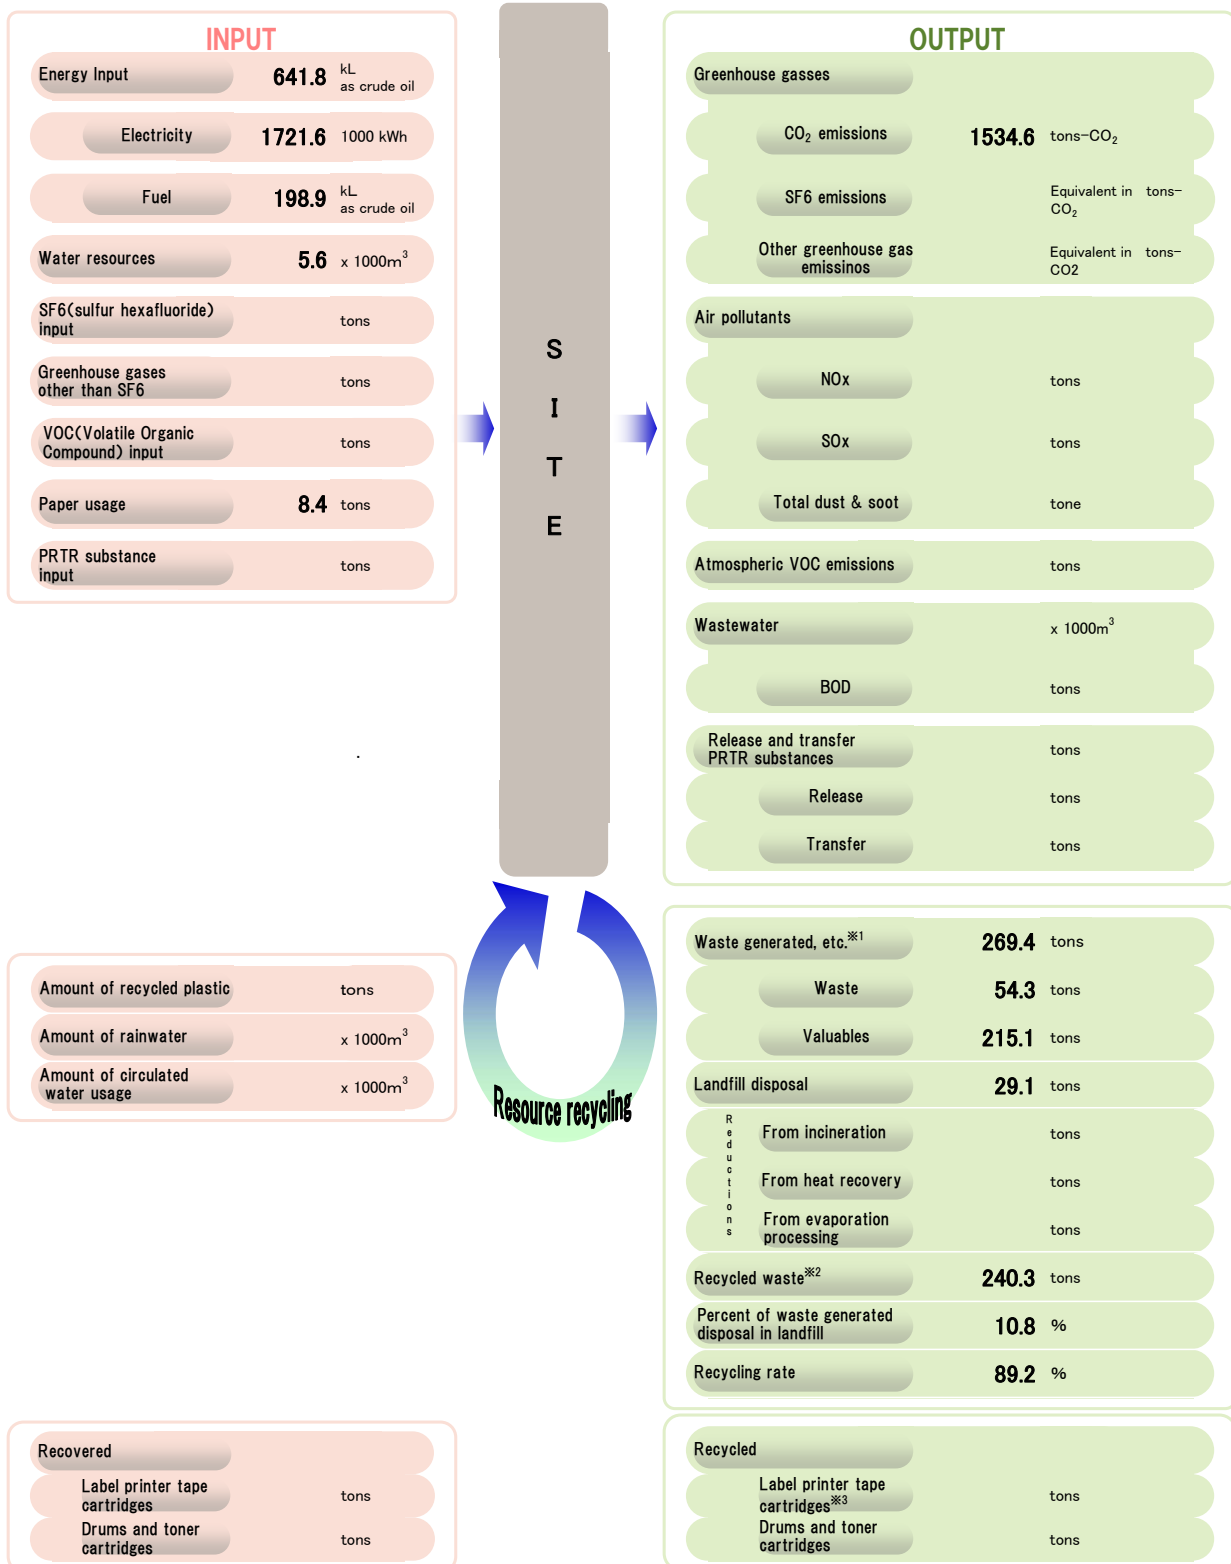 INPUT
Energy Input 641.8 kL
as crude oil
Electricity 1721.6 1000 kWh
Fuel 198.9 kL
as crude oil
Water resources 5.6 x 1000m³
SF6(sulfur hexafluoride)
input tons
Greenhouse gases
other than SF6 tons
VOC(Volatile Organic
Compound) input tons
Paper usage 8.4 tons
PRTR substance
input tons
S
I
T
E
OUTPUT
Greenhouse gasses
CO₂ emissions 1534.6 tons-CO₂
SF6 emissions Equivalent in tons-
CO₂
Other greenhouse gas
emissinos Equivalent in tons-
CO2
Air pollutants
NOx tons
SOx tons
Total dust & soot tone
Atmospheric VOC emissions tons
Wastewater x 1000m³
BOD tons
Release and transfer
PRTR substances tons
Release tons
Transfer tons
Amount of recycled plastic tons
Amount of rainwater x 1000m³
Amount of circulated
water usage x 1000m³
Resource recycling
Waste generated, etc.※1 269.4 tons
Waste 54.3 tons
Valuables 215.1 tons
Landfill disposal 29.1 tons
Reductions
From incineration tons
From heat recovery tons
From evaporation
processing tons
Recycled waste※2 240.3 tons
Percent of waste generated
disposal in landfill 10.8 %
Recycling rate 89.2 %
Recovered
Label printer tape
cartridges tons
Drums and toner
cartridges tons
Recycled
Label printer tape
cartridges※3 tons
Drums and toner
cartridges tons